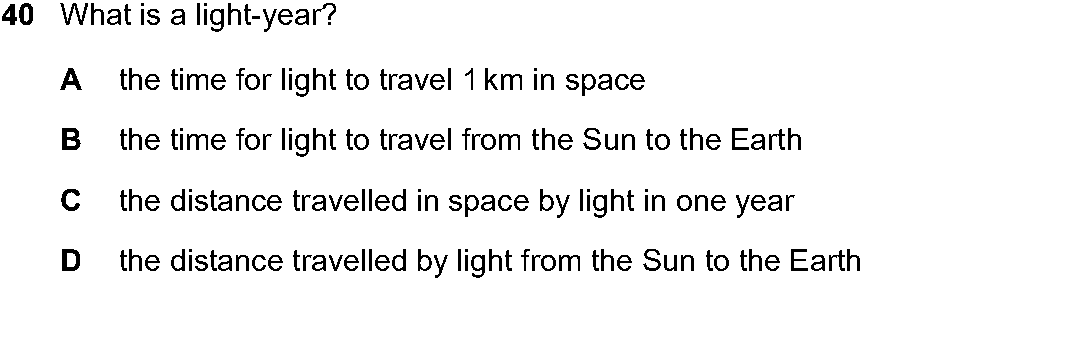 40 What is a light-year?
A the time for light to travel 1 km in space
B the time for light to travel from the Sun to the Earth
C the distance travelled in space by light in one year
D the distance travelled by light from the Sun to the Earth